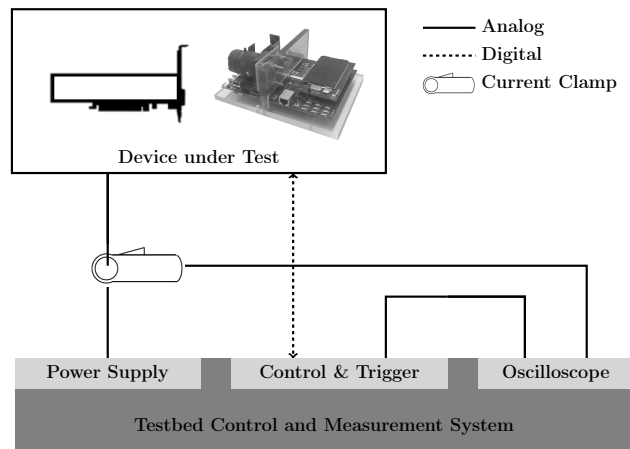 Analog
Digital
Current Clamp
Device under Test
Power Supply
Control & Trigger
Oscilloscope
Testbed Control and Measurement System